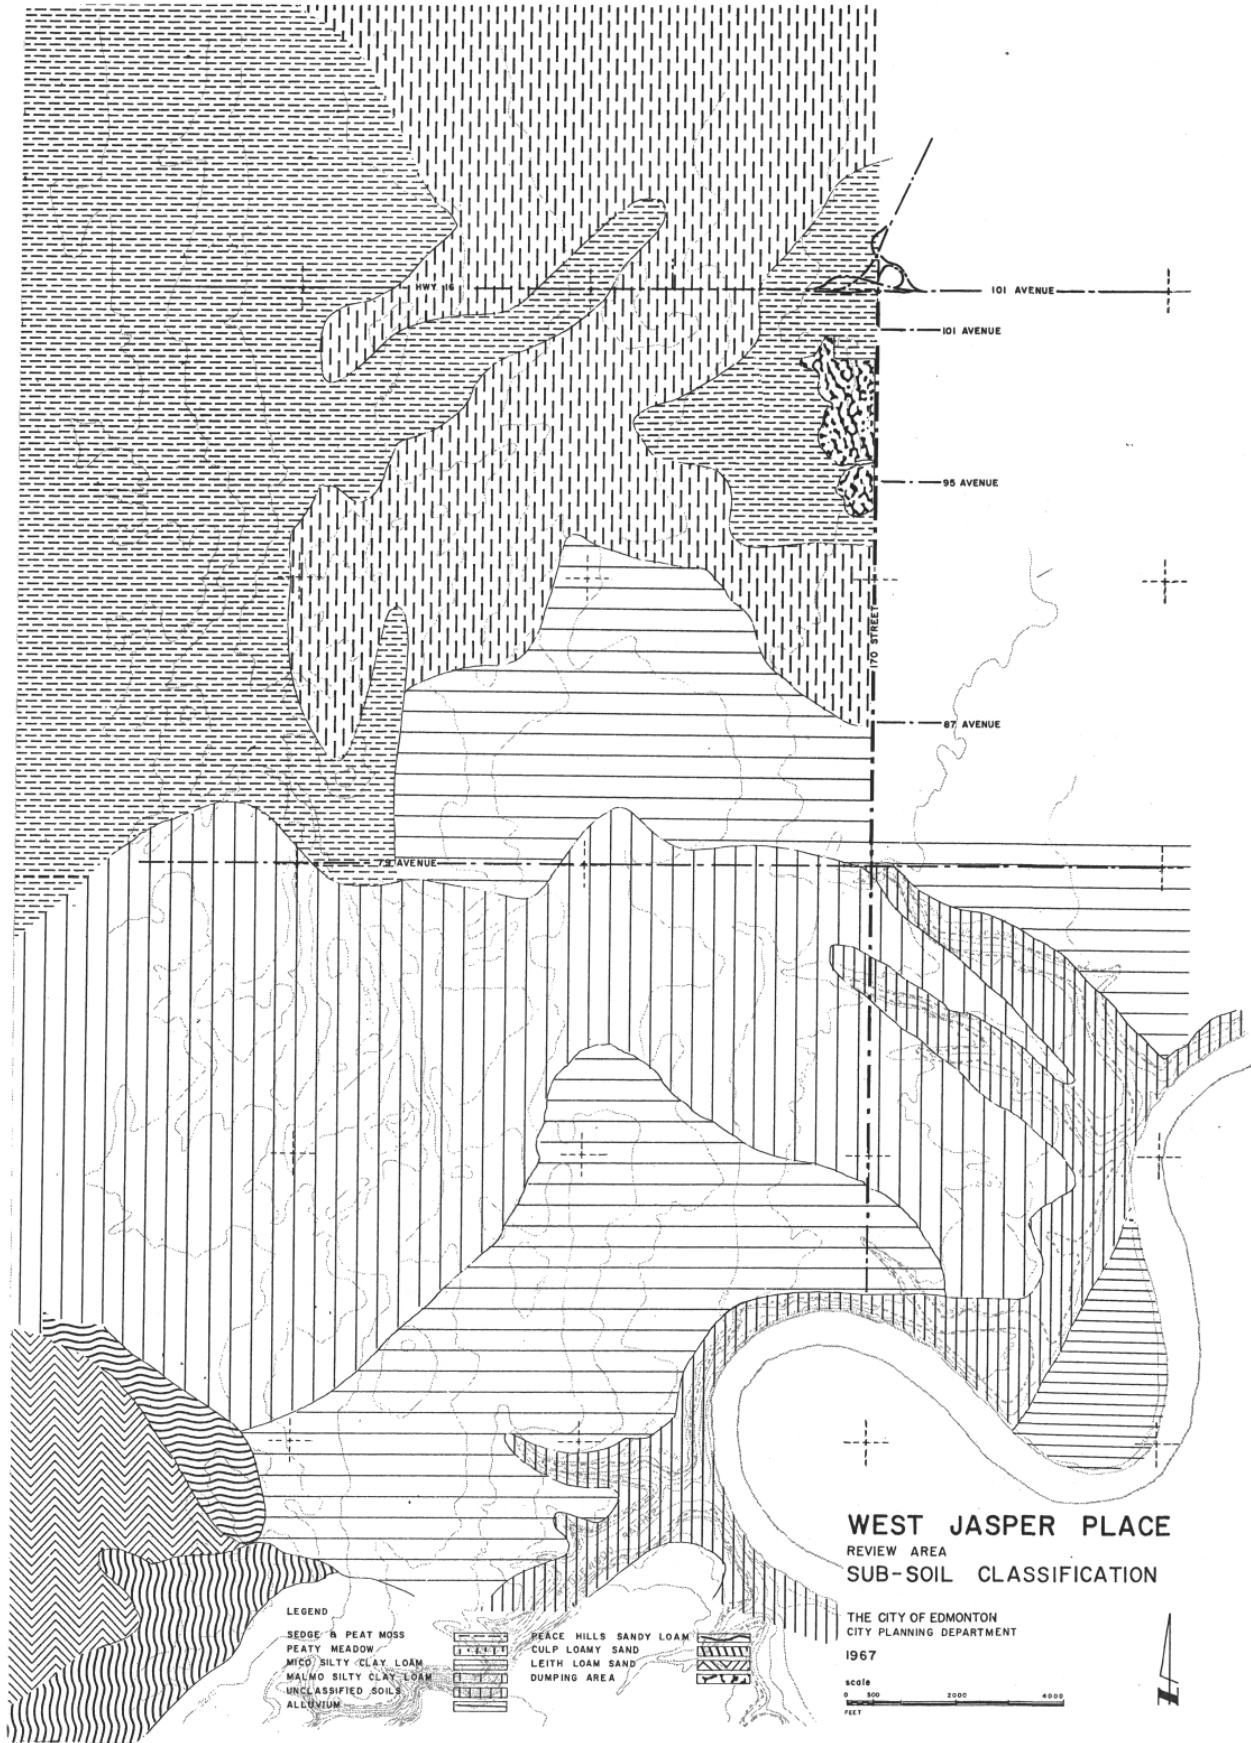 HWY 16
101 AVENUE
101 AVENUE
95 AVENUE
170 STREET
87 AVENUE
79 AVENUE
WEST JASPER PLACE
REVIEW AREA
SUB-SOIL CLASSIFICATION
THE CITY OF EDMONTON
CITY PLANNING DEPARTMENT
1967
scale
0 500 2000 4000
FEET
LEGEND
SEDGE & PEAT MOSS
PEATY MEADOW
MICO SILTY CLAY LOAM
MALMO SILTY CLAY LOAM
UNCLASSIFIED SOILS
ALLUVIUM
PEACE HILLS SANDY LOAM
CULP LOAMY SAND
LEITH LOAM SAND
DUMPING AREA